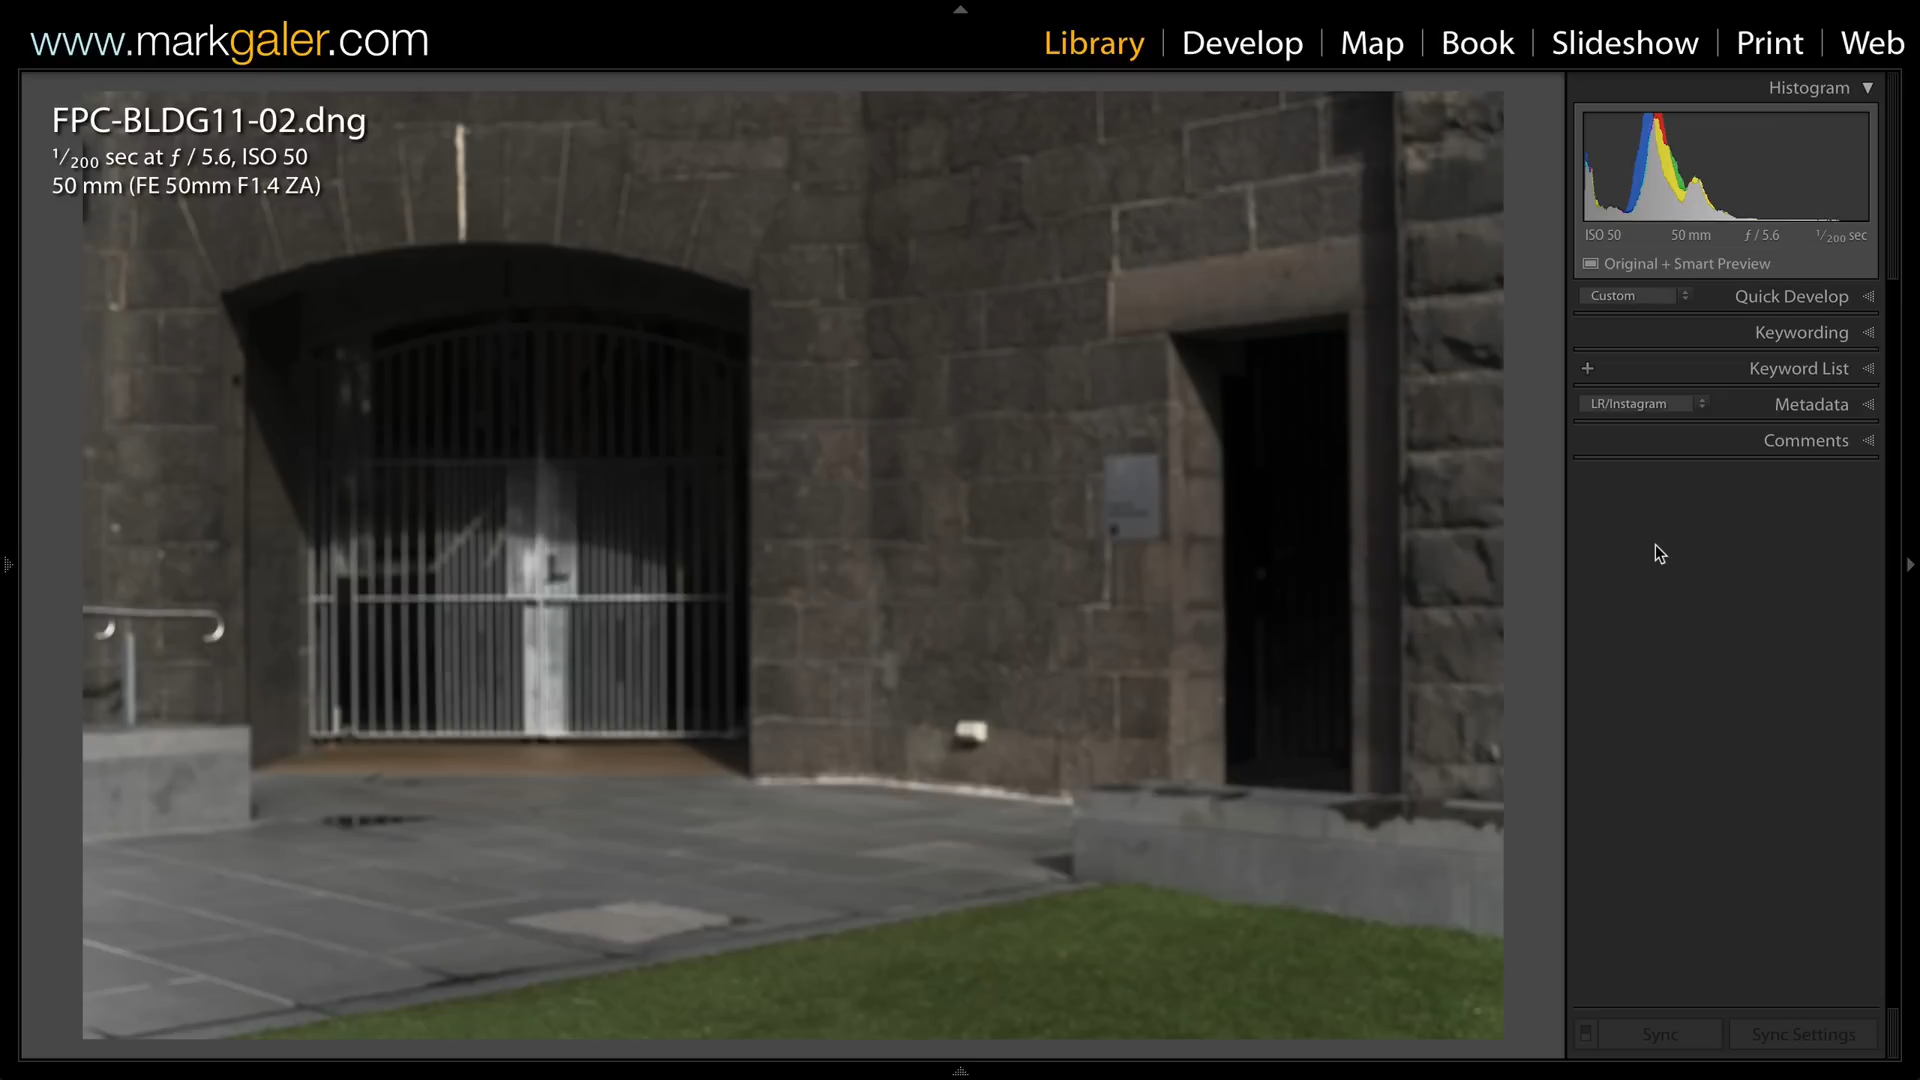 www.markgaler.com
Library | Develop | Map | Book | Slideshow | Print | Web
FPC-BLDG11-02.dng
1/200 sec at ƒ / 5.6, ISO 50
50 mm (FE 50mm F1.4 ZA)
Histogram
ISO 50 50 mm ƒ / 5.6 1/200 sec
Original + Smart Preview
Custom Quick Develop
Keywording
+ Keyword List
LR/Instagram Metadata
Comments
Sync Sync Settings